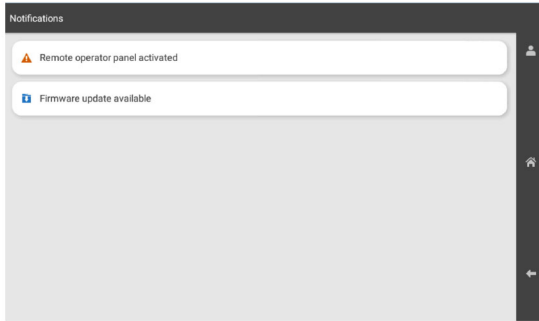 Notifications
Remote operator panel activated
Firmware update available